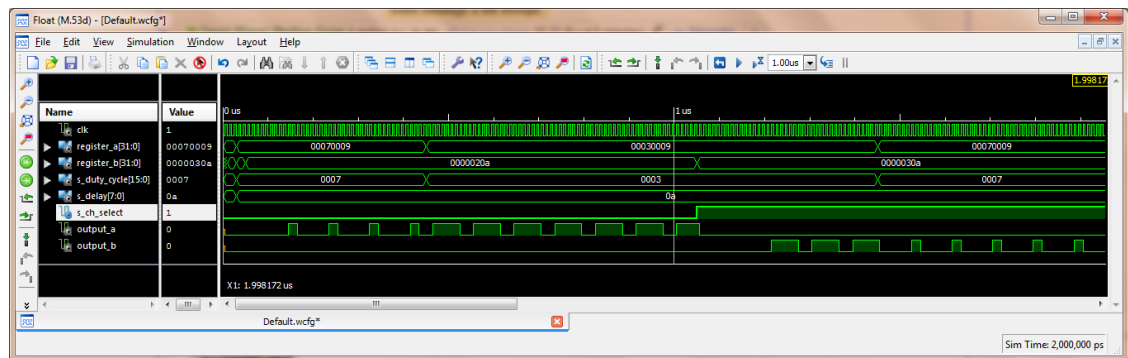 Float (M.53d) - [Default.wcfg*]
File Edit View Simulation Window Layout Help
1.00us
1.99817
Name Value 0 us 1 us
clk 1
register_a[31:0] 00070009 00070009 00030009 00070009
register_b[31:0] 0000030a 0000020a 0000030a
s_duty_cycle[15:0] 0007 0007 0003 0007
s_delay[7:0] 0a 0a
s_ch_select 1
output_a 0
output_b 0
X1: 1.998172 us
Default.wcfg*
Sim Time: 2,000,000 ps